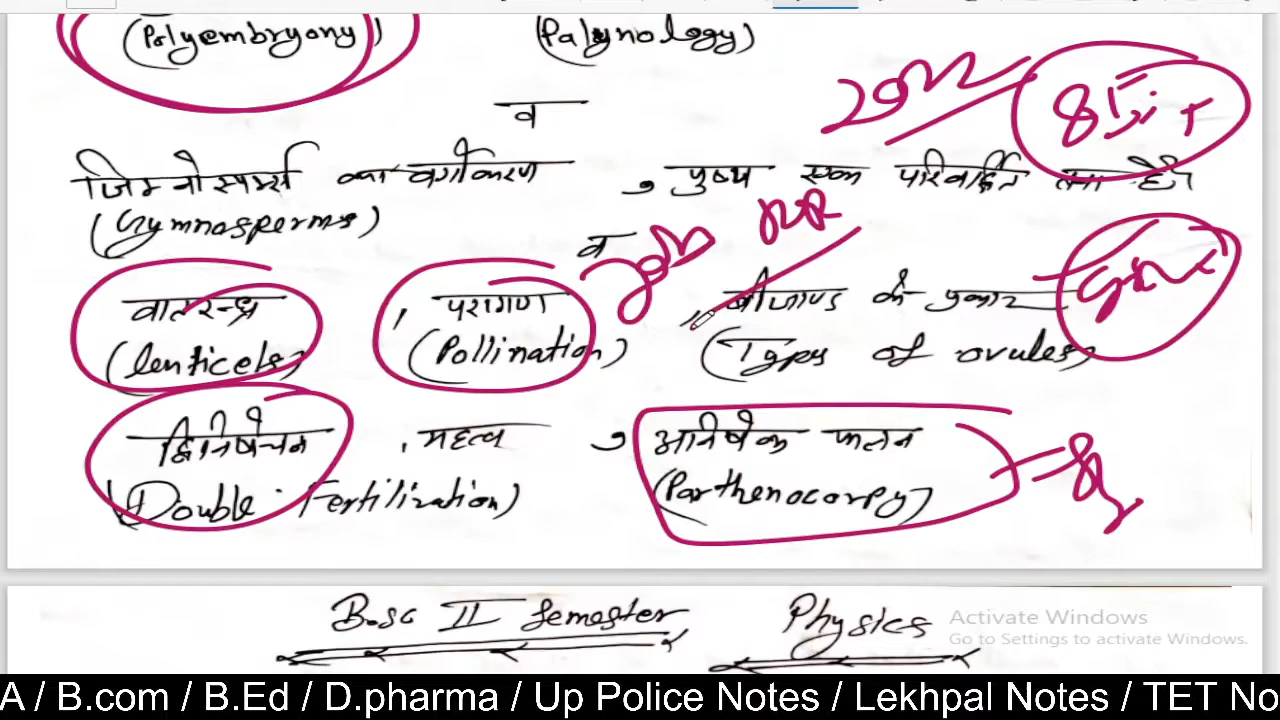 (Polyembryony) (Palynology)
व
जिम्नोस्पर्म्स का वर्गीकरण , पुष्प एक परिवर्तित तना है।
(Gymnosperms)
व
वातरन्ध्र , परागण , बीजाण्ड के प्रकार
(lenticels) (Pollination) (Types of ovules)
द्विनिषेचन , महत्व , अनिषेक फलन
(Double Fertilization) (Parthenocarpy)
B.sc II Semester Physics
Activate Windows
Go to Settings to activate Windows.
A / B.com / B.Ed / D.pharma / Up Police Notes / Lekhpal Notes / TET No